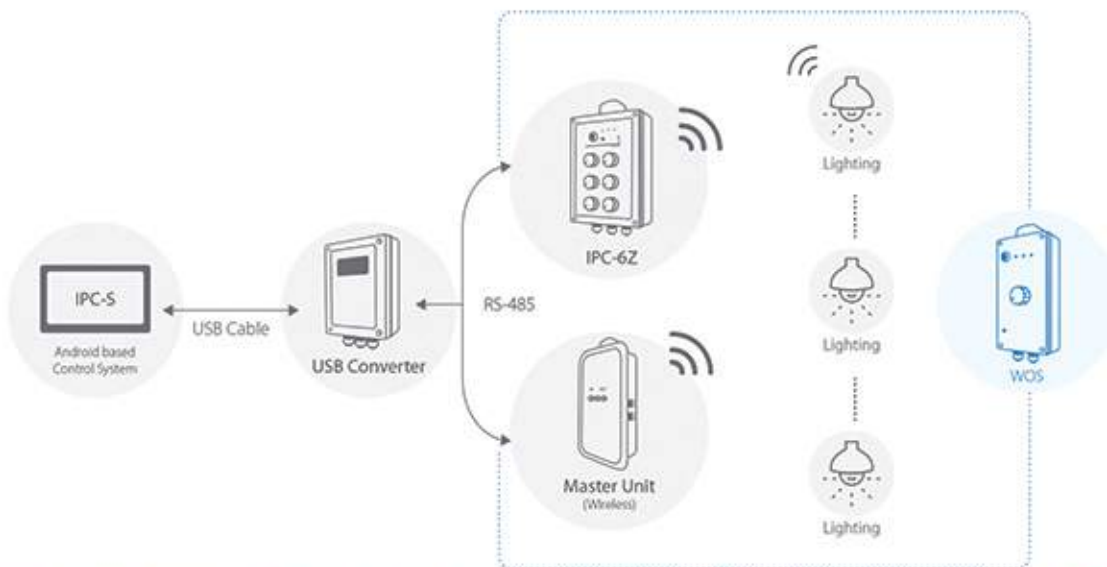 IPC-S
Android based
Control System
USB Cable
USB Converter
RS-485
IPC-6Z
Master Unit
(Wireless)
Lighting
Lighting
Lighting
WOS